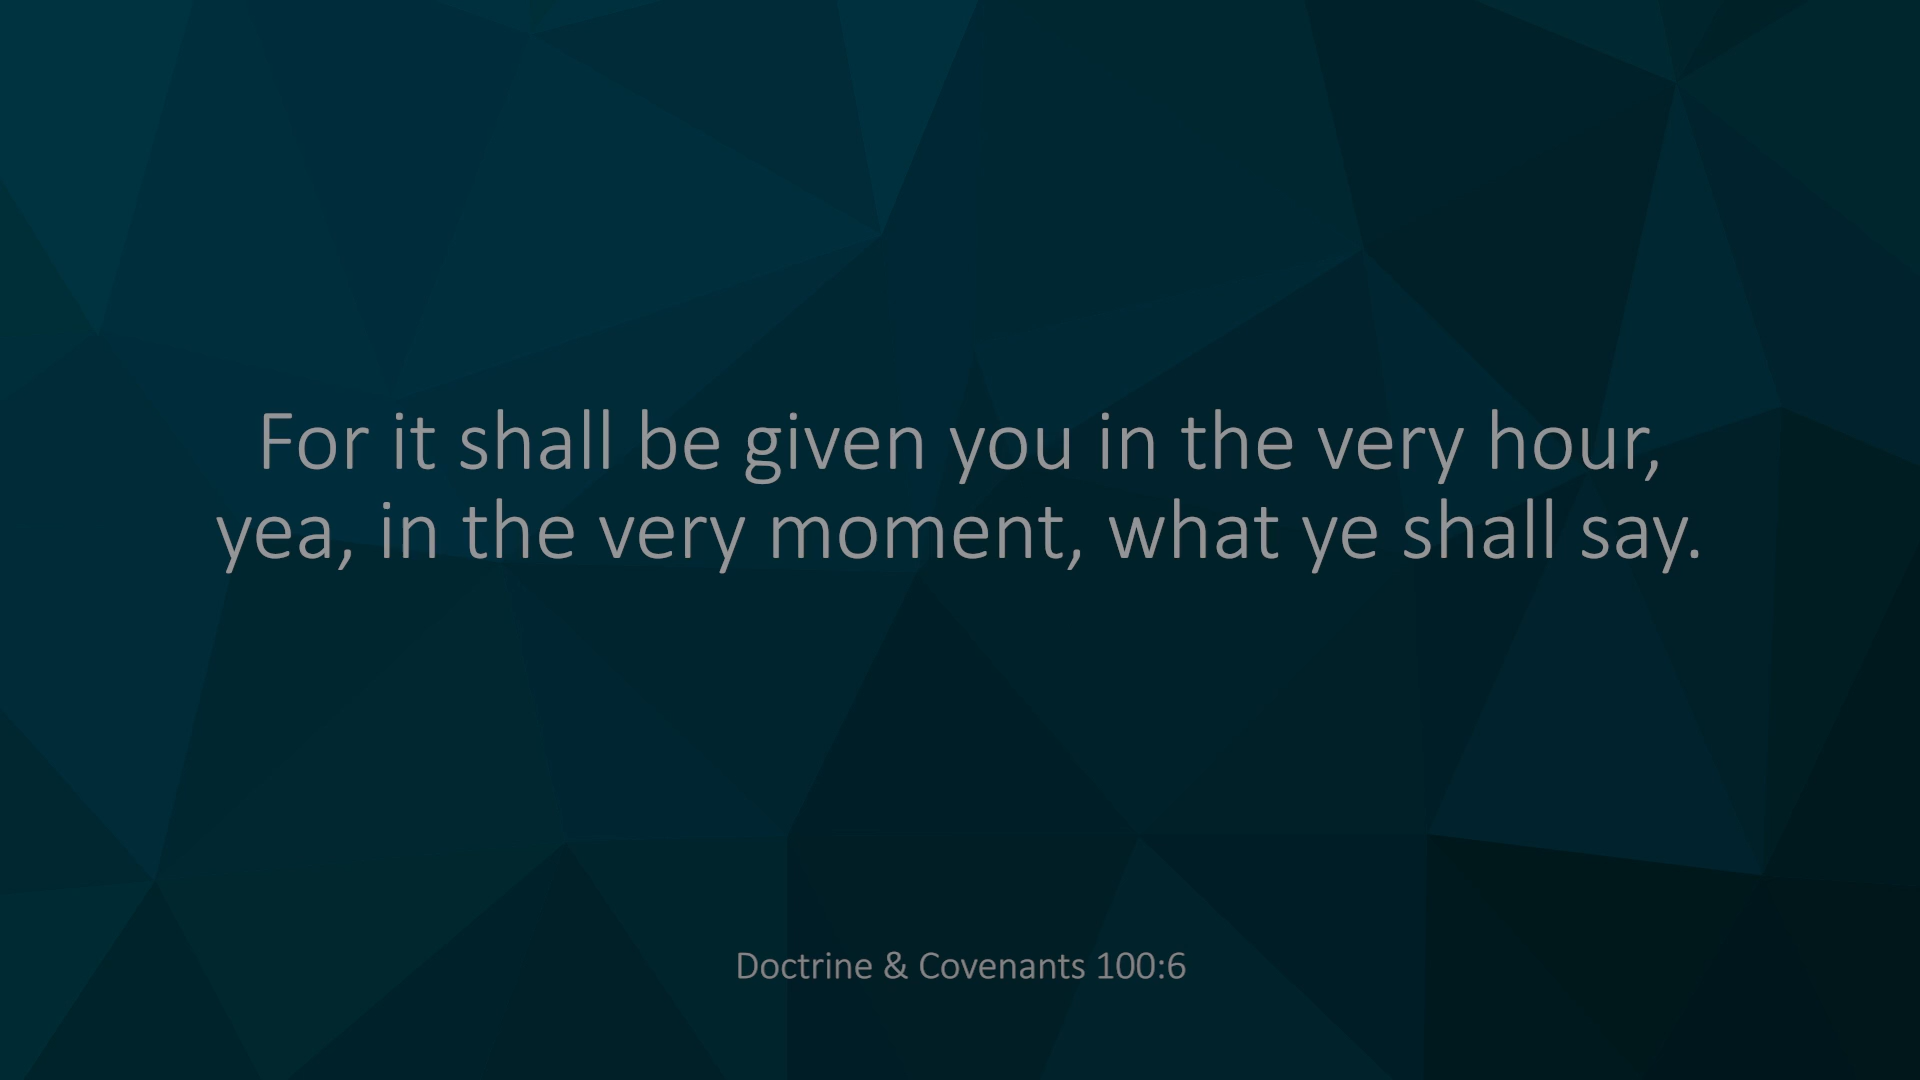 For it shall be given you in the very hour,
yea, in the very moment, what ye shall say.
Doctrine & Covenants 100:6